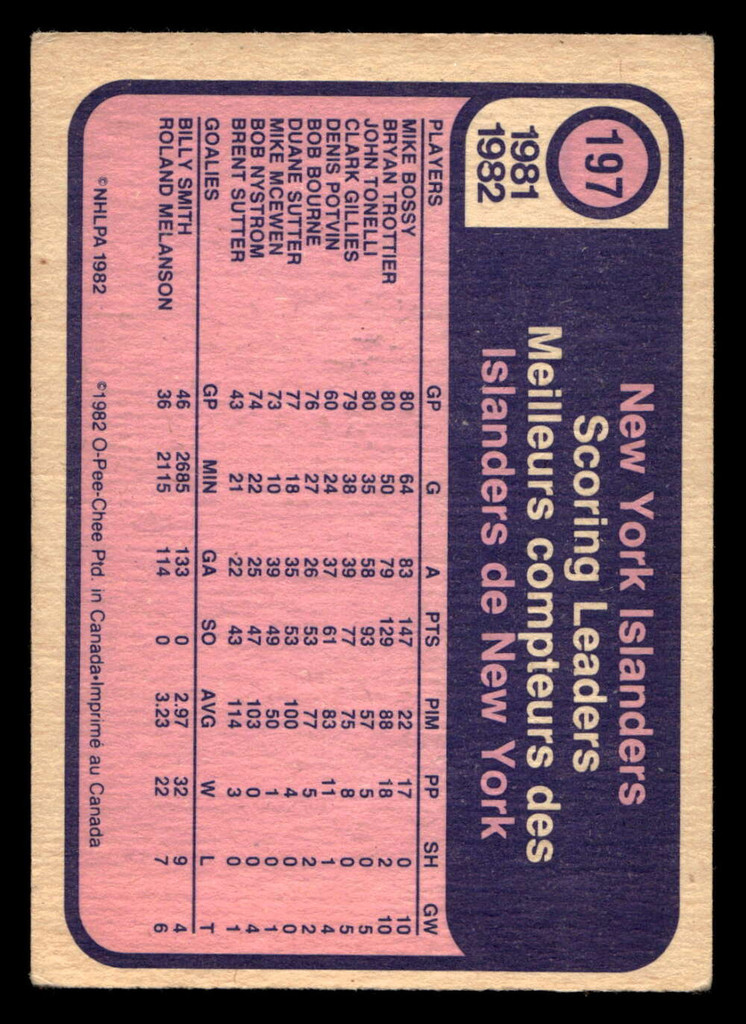 197
1981
1982
New York Islanders
Scoring Leaders
Meilleurs compteurs des
Islanders de New York
PLAYERS GP G A PTS PIM PP SH GW
MIKE BOSSY 80 64 83 147 22 17 0 10
BRYAN TROTTIER 80 50 79 129 88 18 2 10
JOHN TONELLI 80 35 58 93 57 5 0 5
CLARK GILLIES 79 38 39 77 75 8 0 5
DENIS POTVIN 60 24 37 61 83 11 1 4
BOB BOURNE 76 27 26 53 77 5 2 2
DUANE SUTTER 77 18 35 53 100 4 0 0
MIKE MCEWEN 73 10 39 49 50 1 0 1
BOB NYSTROM 74 22 25 47 103 0 0 4
BRENT SUTTER 43 21 22 43 114 3 0 1
GOALIES GP MIN GA SO AVG W L T
BILLY SMITH 46 2685 133 0 2.97 32 9 4
ROLAND MELANSON 36 2115 114 0 3.23 22 7 6
©NHLPA 1982 ©1982 O-Pee-Chee Ptd. in Canada•Imprimé au Canada